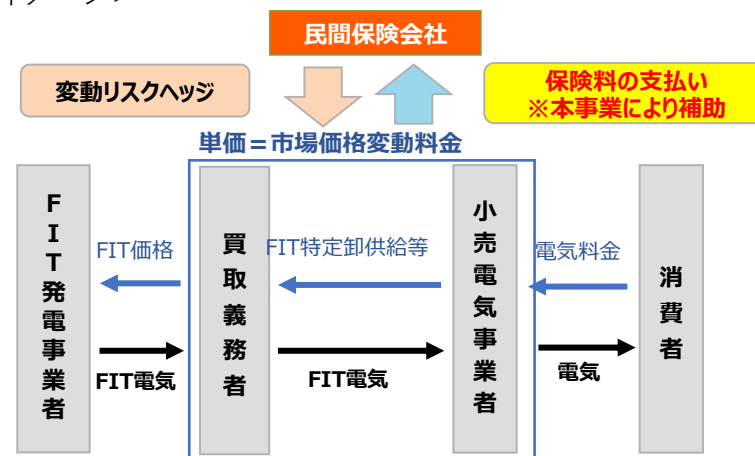 民間保険会社
変動リスクヘッジ
保険料の支払い
※本事業により補助
単価＝市場価格変動料金
FIT発電事業者
FIT価格
FIT電気
買取義務者
FIT特定卸供給等
FIT電気
小売電気事業者
電気料金
電気
消費者